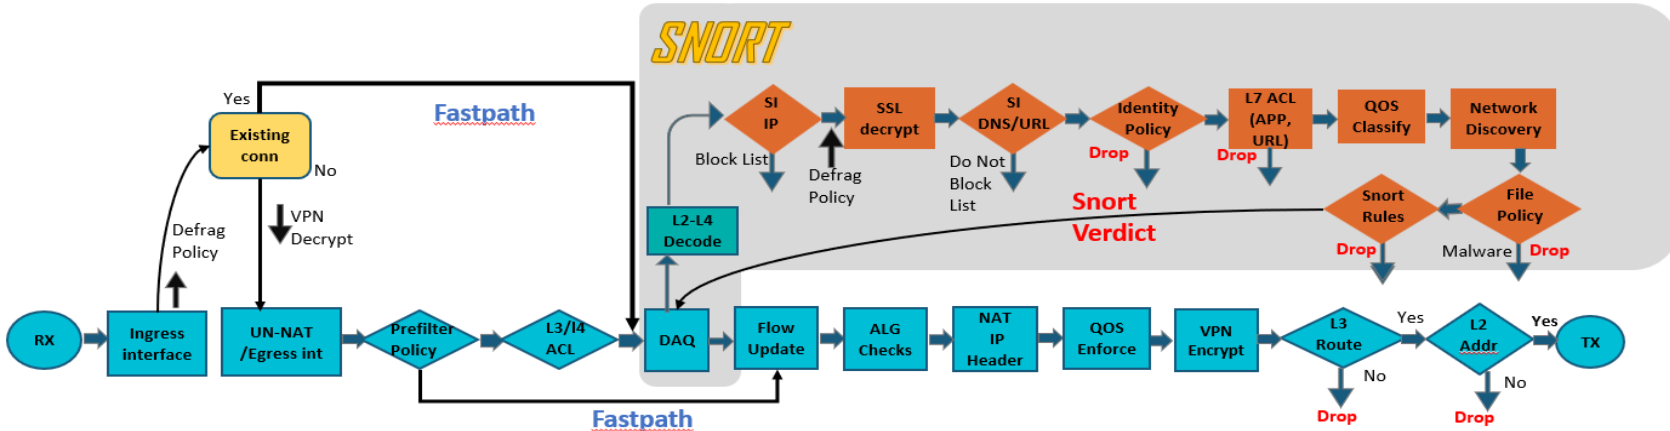 SNORT
Yes
Fastpath
Existing
conn
No
VPN
Decrypt
Defrag
Policy
SI
IP
Block List
SSL
decrypt
Defrag
Policy
SI
DNS/URL
Do Not
Block
List
Identity
Policy
Drop
L7 ACL
(APP,
URL)
Drop
QOS
Classify
Network
Discovery
File
Policy
Malware
Drop
Snort
Rules
Drop
Snort
Verdict
L2-L4
Decode
RX
Ingress
interface
UN-NAT
/Egress int
Prefilter
Policy
L3/l4
ACL
DAQ
Flow
Update
ALG
Checks
NAT
IP
Header
QOS
Enforce
VPN
Encrypt
L3
Route
Yes
No
Drop
L2
Addr
Yes
No
Drop
TX
Fastpath